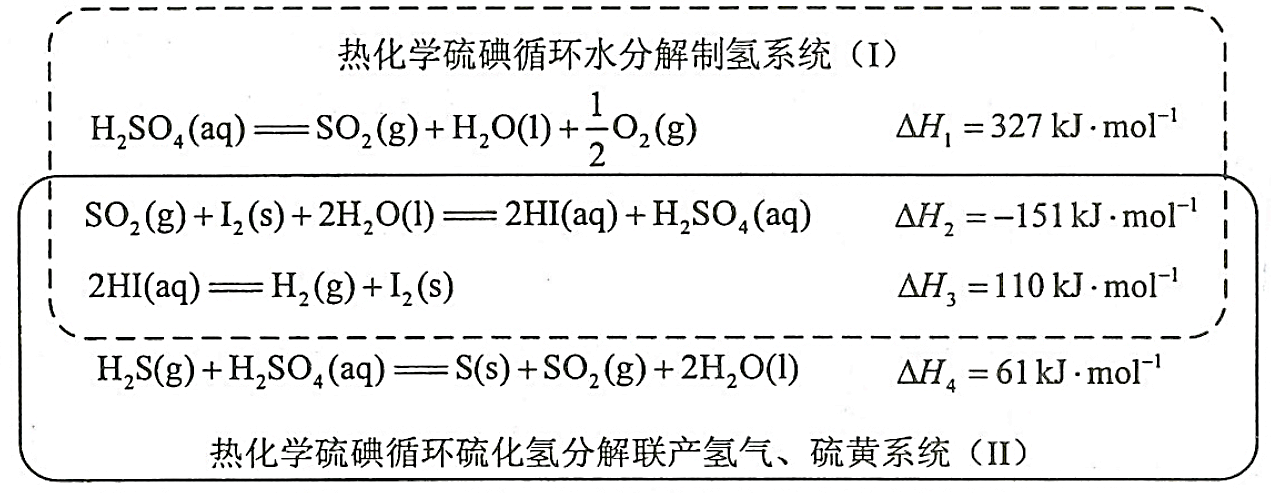 热化学硫碘循环水分解制氢系统（I）
H₂SO₄(aq)══SO₂(g)+H₂O(l)+½O₂(g) ΔH₁=327 kJ·mol⁻¹
SO₂(g)+I₂(s)+2H₂O(l)══2HI(aq)+H₂SO₄(aq) ΔH₂=−151 kJ·mol⁻¹
2HI(aq)══H₂(g)+I₂(s) ΔH₃=110 kJ·mol⁻¹
H₂S(g)+H₂SO₄(aq)══S(s)+SO₂(g)+2H₂O(l) ΔH₄=61 kJ·mol⁻¹
热化学硫碘循环硫化氢分解联产氢气、硫黄系统（II）